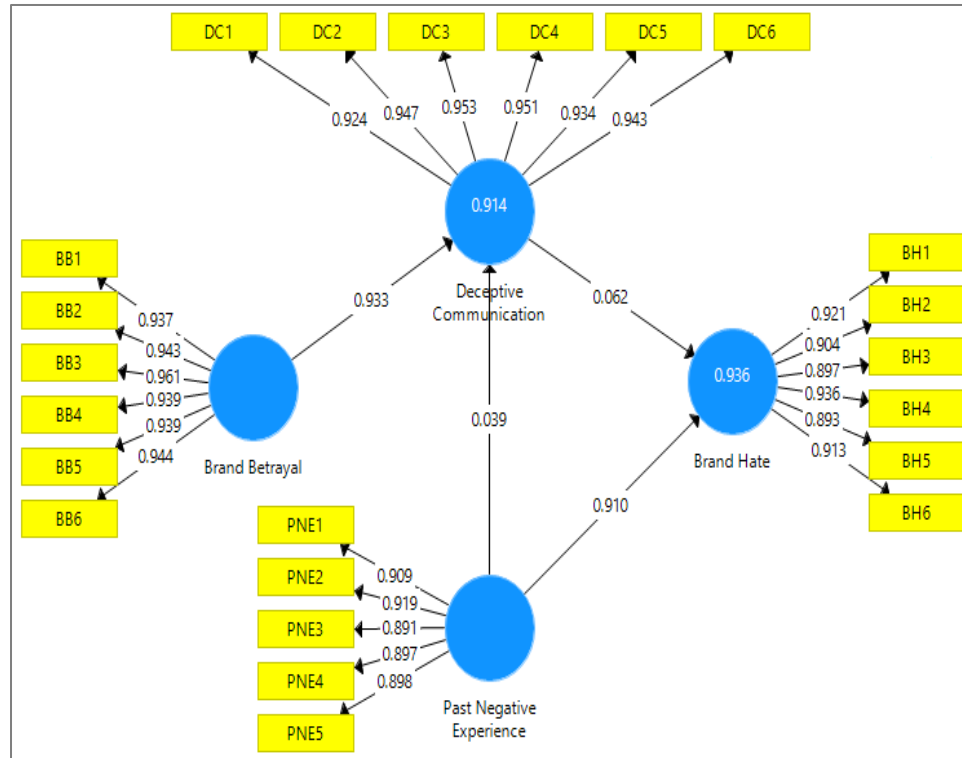 DC1 DC2 DC3 DC4 DC5 DC6
0.924 0.947 0.953 0.951 0.934 0.943
0.914
Deceptive
Communication
BB1
BB2
BB3
BB4
BB5
BB6
0.937
0.943
0.961
0.939
0.939
0.944
Brand Betrayal
0.933
0.062
0.039
0.910
BH1
BH2
BH3
BH4
BH5
BH6
0.921
0.904
0.897
0.936
0.893
0.913
0.936
Brand Hate
PNE1
PNE2
PNE3
PNE4
PNE5
0.909
0.919
0.891
0.897
0.898
Past Negative
Experience